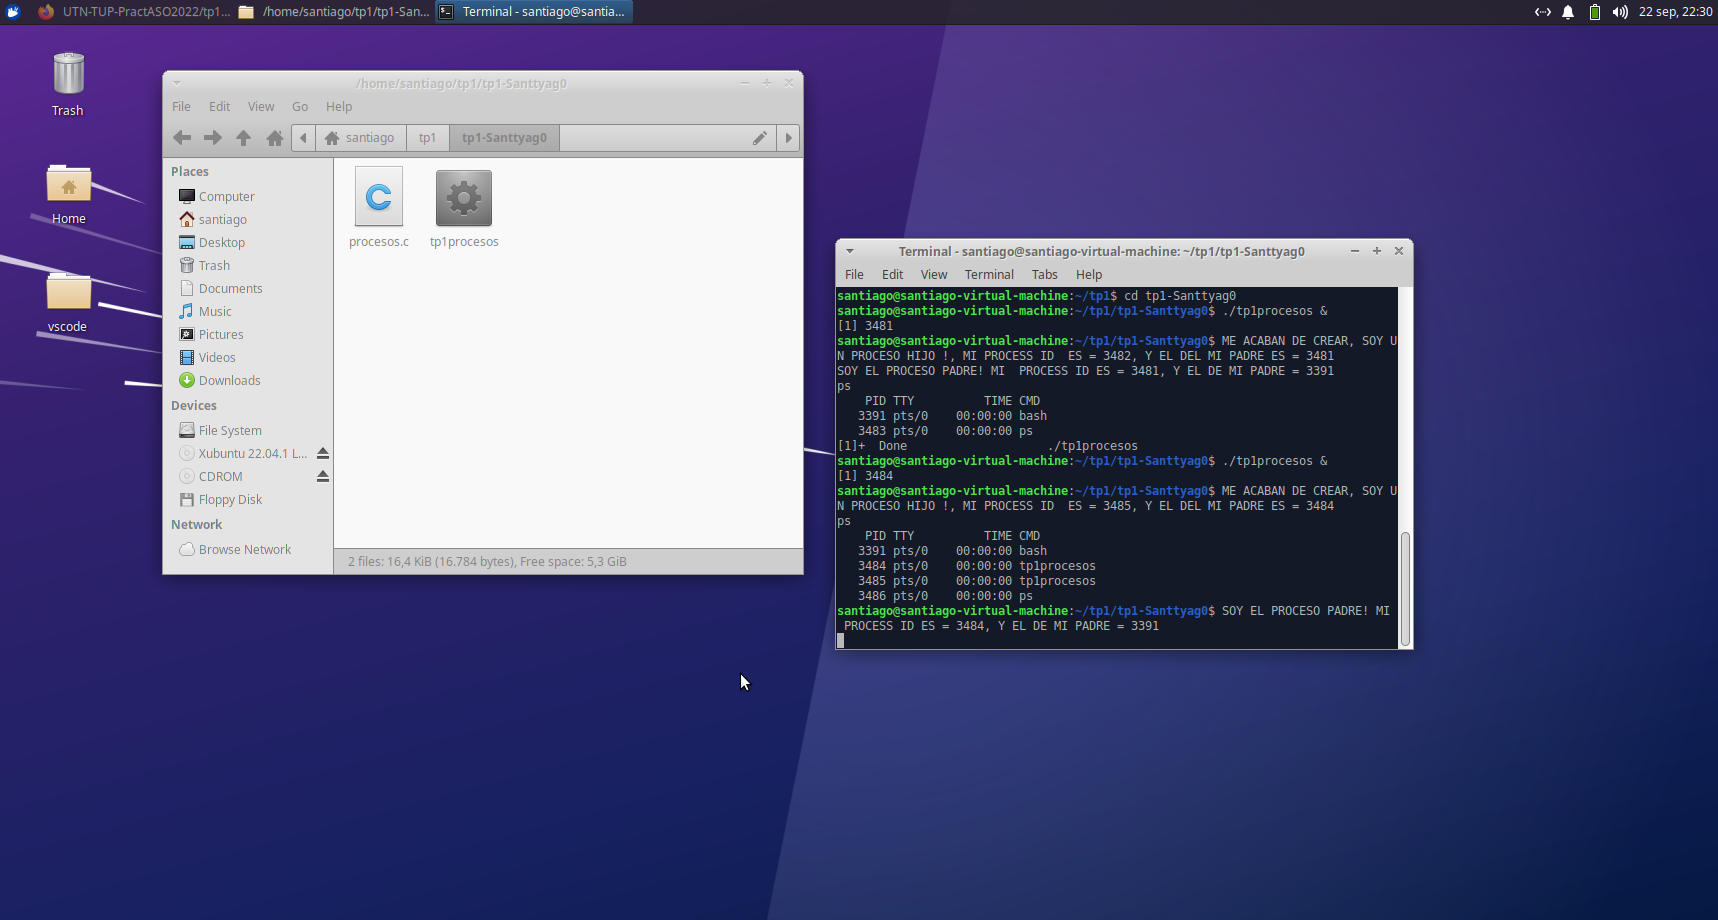 UTN-TUP-PractASO2022/tp1...
/home/santiago/tp1/tp1-San...
Terminal - santiago@santia...
22 sep, 22:30
Trash
Home
vscode
/home/santiago/tp1/tp1-Santtyag0
File Edit View Go Help
santiago tp1 tp1-Santtyag0
Places
Computer
santiago
Desktop
Trash
Documents
Music
Pictures
Videos
Downloads
Devices
File System
Xubuntu 22.04.1 L...
CDROM
Floppy Disk
Network
Browse Network
procesos.c
tp1procesos
2 files: 16,4 KiB (16.784 bytes), Free space: 5,3 GiB
Terminal - santiago@santiago-virtual-machine: ~/tp1/tp1-Santtyag0
File Edit View Terminal Tabs Help
santiago@santiago-virtual-machine:~/tp1$ cd tp1-Santtyag0
santiago@santiago-virtual-machine:~/tp1/tp1-Santtyag0$ ./tp1procesos &
[1] 3481
santiago@santiago-virtual-machine:~/tp1/tp1-Santtyag0$ ME ACABAN DE CREAR, SOY U
N PROCESO HIJO !, MI PROCESS ID  ES = 3482, Y EL DEL MI PADRE ES = 3481
SOY EL PROCESO PADRE! MI  PROCESS ID ES = 3481, Y EL DE MI PADRE = 3391
ps
    PID TTY          TIME CMD
   3391 pts/0    00:00:00 bash
   3483 pts/0    00:00:00 ps
[1]+  Done                    ./tp1procesos
santiago@santiago-virtual-machine:~/tp1/tp1-Santtyag0$ ./tp1procesos &
[1] 3484
santiago@santiago-virtual-machine:~/tp1/tp1-Santtyag0$ ME ACABAN DE CREAR, SOY U
N PROCESO HIJO !, MI PROCESS ID  ES = 3485, Y EL DEL MI PADRE ES = 3484
ps
    PID TTY          TIME CMD
   3391 pts/0    00:00:00 bash
   3484 pts/0    00:00:00 tp1procesos
   3485 pts/0    00:00:00 tp1procesos
   3486 pts/0    00:00:00 ps
santiago@santiago-virtual-machine:~/tp1/tp1-Santtyag0$ SOY EL PROCESO PADRE! MI
 PROCESS ID ES = 3484, Y EL DE MI PADRE = 3391